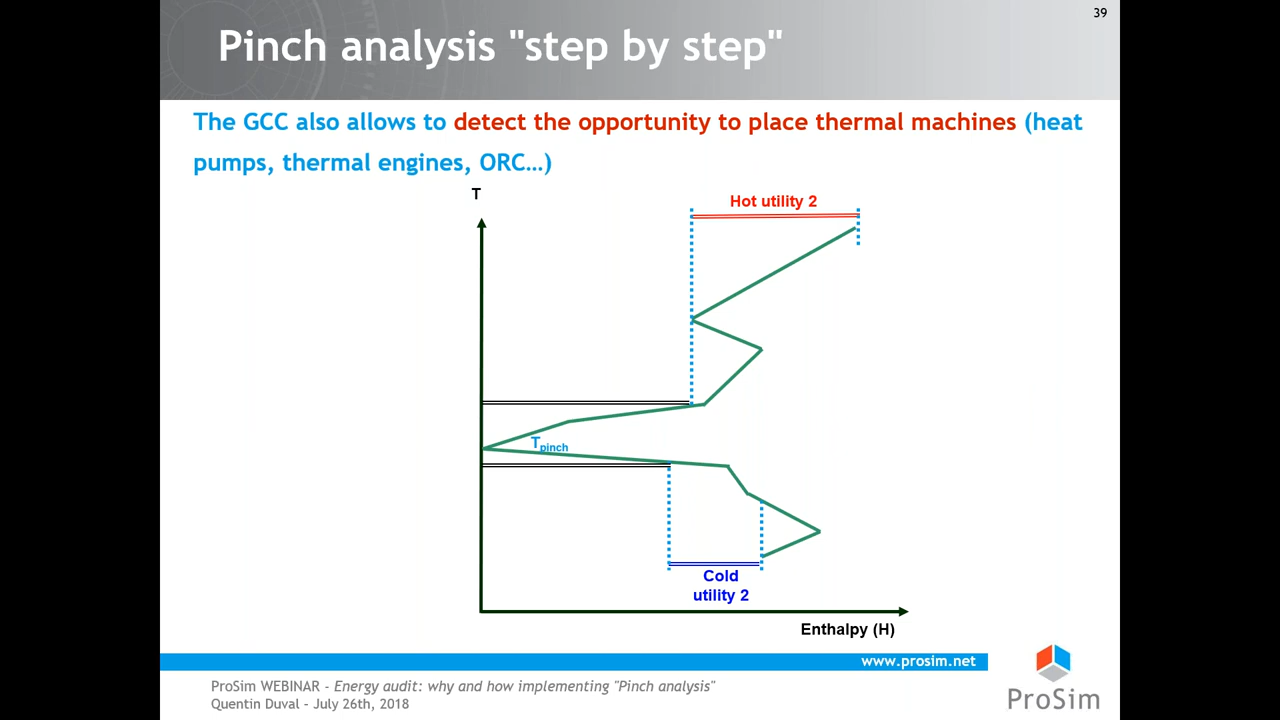 39
Pinch analysis "step by step"
The GCC also allows to detect the opportunity to place thermal machines (heat
pumps, thermal engines, ORC…)
T
Hot utility 2
Tpinch
Cold
utility 2
Enthalpy (H)
www.prosim.net
ProSim WEBINAR - Energy audit: why and how implementing "Pinch analysis"
Quentin Duval – July 26th, 2018
ProSim